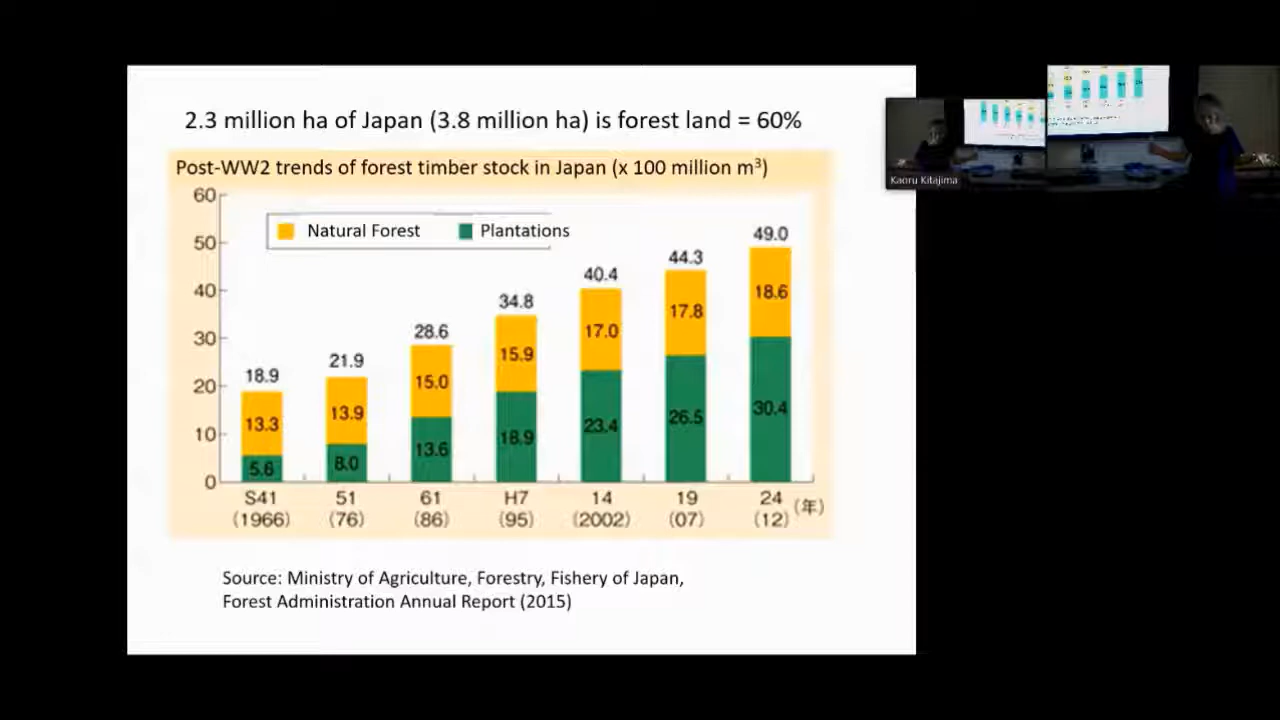 2.3 million ha of Japan (3.8 million ha) is forest land = 60%
Post-WW2 trends of forest timber stock in Japan (x 100 million m³)
60
50
40
30
20
10
0
Natural Forest Plantations
18.9 21.9 28.6 34.8 40.4 44.3 49.0
13.3 13.9 15.0 15.9 17.0 17.8 18.6
5.6 8.0 13.6 18.9 23.4 26.5 30.4
S41 51 61 H7 14 19 24 (年)
(1966) (76) (86) (95) (2002) (07) (12)
Source: Ministry of Agriculture, Forestry, Fishery of Japan,
Forest Administration Annual Report (2015)
Kaoru Kitajima